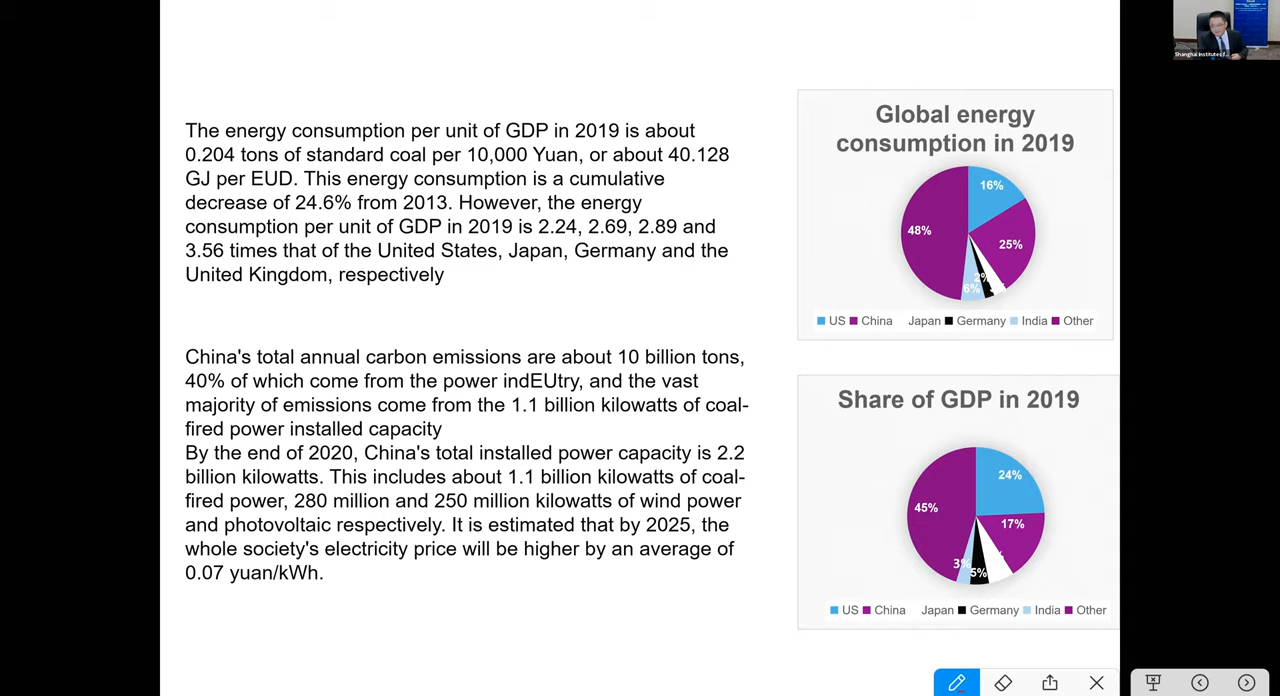 The energy consumption per unit of GDP in 2019 is about
0.204 tons of standard coal per 10,000 Yuan, or about 40.128
GJ per EUD. This energy consumption is a cumulative
decrease of 24.6% from 2013. However, the energy
consumption per unit of GDP in 2019 is 2.24, 2.69, 2.89 and
3.56 times that of the United States, Japan, Germany and the
United Kingdom, respectively
China's total annual carbon emissions are about 10 billion tons,
40% of which come from the power indEUtry, and the vast
majority of emissions come from the 1.1 billion kilowatts of coal-
fired power installed capacity
By the end of 2020, China's total installed power capacity is 2.2
billion kilowatts. This includes about 1.1 billion kilowatts of coal-
fired power, 280 million and 250 million kilowatts of wind power
and photovoltaic respectively. It is estimated that by 2025, the
whole society's electricity price will be higher by an average of
0.07 yuan/kWh.
Global energy
consumption in 2019
16%
48%
25%
2%
6%
US China Japan Germany India Other
Share of GDP in 2019
24%
45%
17%
3%
5%
US China Japan Germany India Other
Shanghai Institutes f...